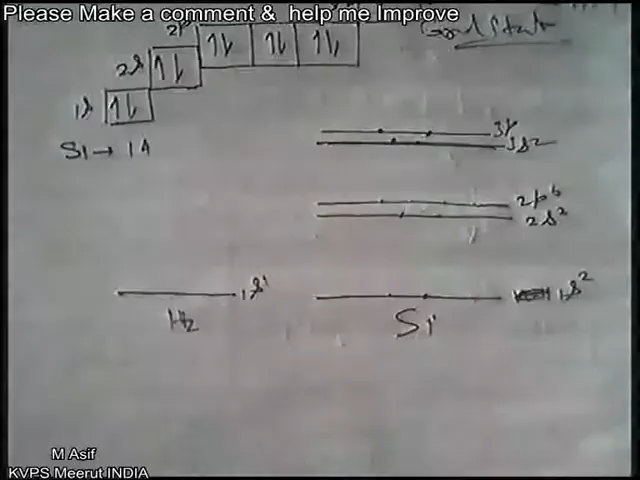 Please Make a comment & help me Improve
2p
2s
1s
Si → 14
3p
3s²
2p⁶
2s²
1s¹
1s²
H₂
Si
M Asif
KVPS Meerut INDIA